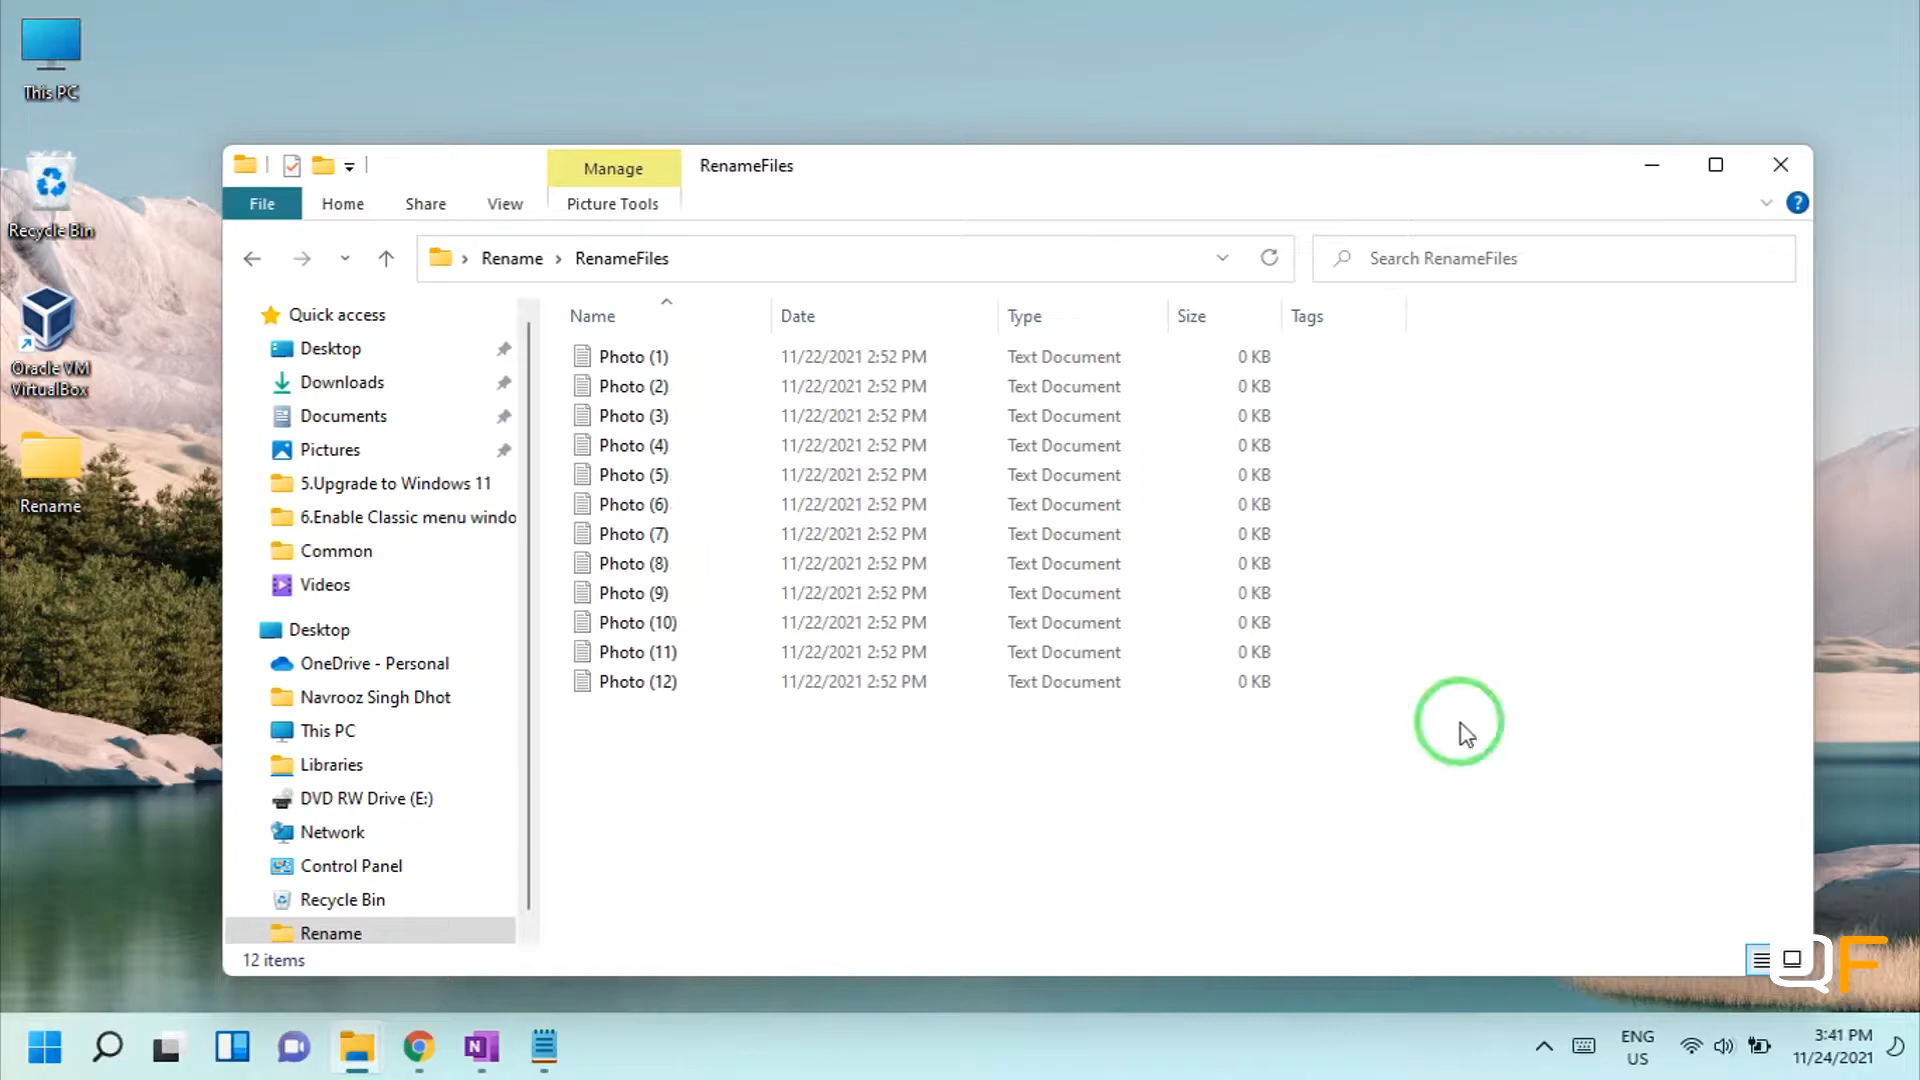 This PC
Recycle Bin
Oracle VM
VirtualBox
Rename
Manage
RenameFiles
File
Home
Share
View
Picture Tools
?
Rename
RenameFiles
Search RenameFiles
Quick access
Desktop
Downloads
Documents
Pictures
5.Upgrade to Windows 11
6.Enable Classic menu windo
Common
Videos
Desktop
OneDrive - Personal
Navrooz Singh Dhot
This PC
Libraries
DVD RW Drive (E:)
Network
Control Panel
Recycle Bin
Rename
Name Date Type Size Tags
Photo (1) 11/22/2021 2:52 PM Text Document 0 KB
Photo (2) 11/22/2021 2:52 PM Text Document 0 KB
Photo (3) 11/22/2021 2:52 PM Text Document 0 KB
Photo (4) 11/22/2021 2:52 PM Text Document 0 KB
Photo (5) 11/22/2021 2:52 PM Text Document 0 KB
Photo (6) 11/22/2021 2:52 PM Text Document 0 KB
Photo (7) 11/22/2021 2:52 PM Text Document 0 KB
Photo (8) 11/22/2021 2:52 PM Text Document 0 KB
Photo (9) 11/22/2021 2:52 PM Text Document 0 KB
Photo (10) 11/22/2021 2:52 PM Text Document 0 KB
Photo (11) 11/22/2021 2:52 PM Text Document 0 KB
Photo (12) 11/22/2021 2:52 PM Text Document 0 KB
12 items
QF
N
ENG
US
3:41 PM
11/24/2021